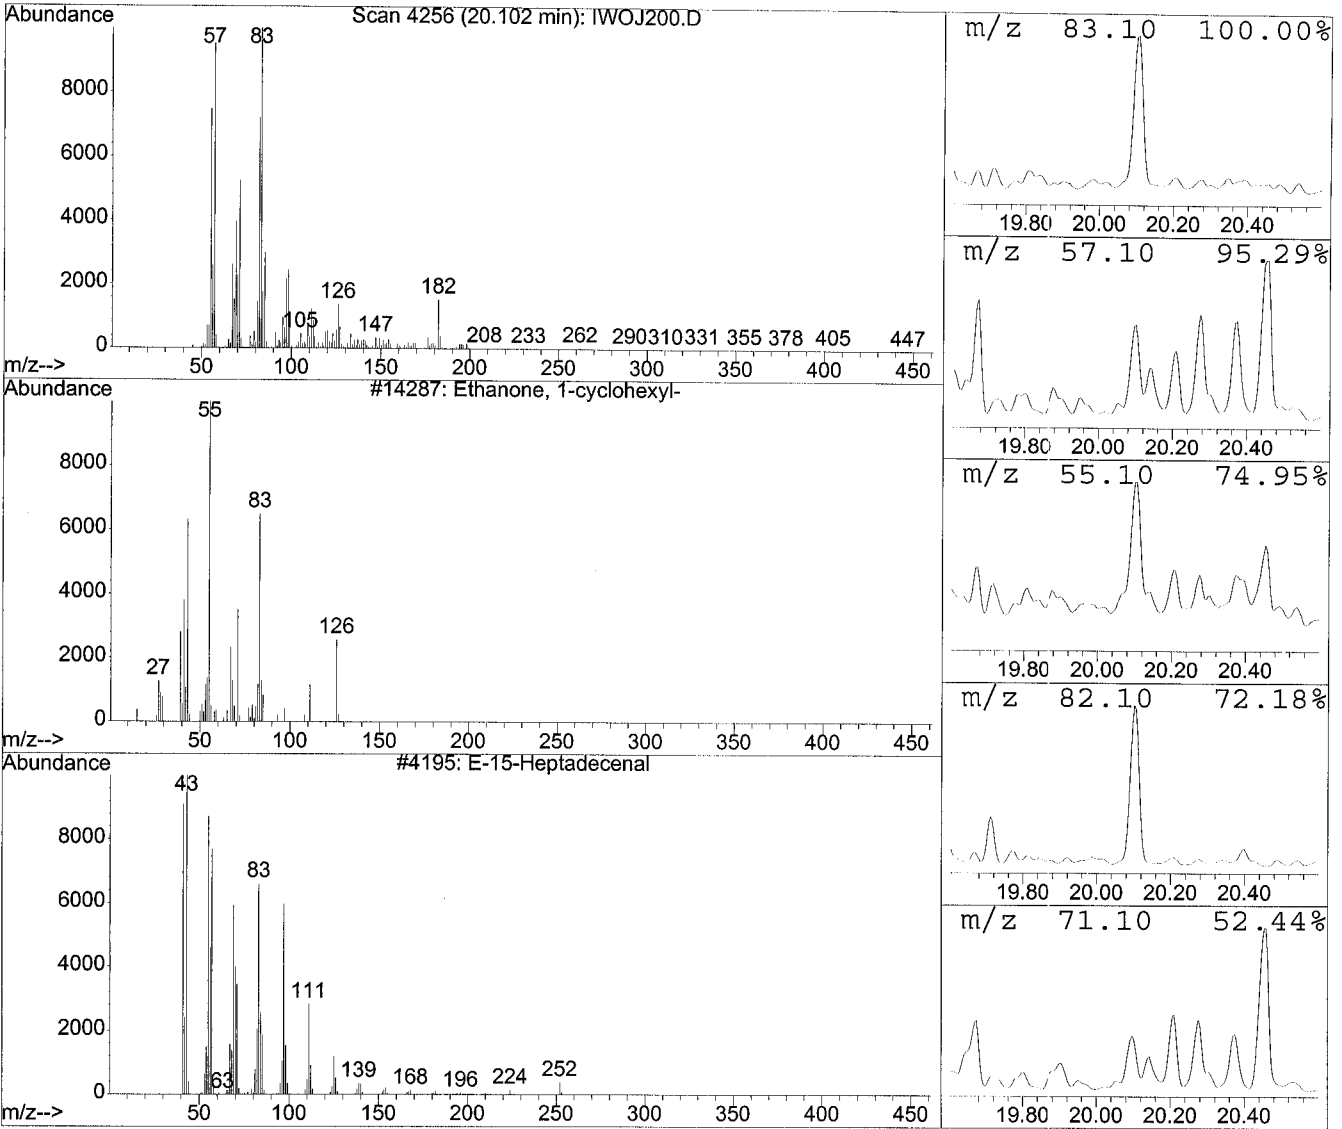 Abundance
Scan 4256 (20.102 min): IWOJ200.D
57
83
8000
6000
4000
2000
0
105
126
147
182
208 233 262 290 310 331 355 378 405 447
m/z-->
50 100 150 200 250 300 350 400 450
Abundance
#14287: Ethanone, 1-cyclohexyl-
55
8000
83
6000
4000
126
2000
27
0
m/z-->
50 100 150 200 250 300 350 400 450
Abundance
#4195: E-15-Heptadecenal
43
8000
83
6000
4000
111
2000
63
139 168 196 224 252
0
m/z-->
50 100 150 200 250 300 350 400 450
m/z 83.10 100.00%
19.80 20.00 20.20 20.40
m/z 57.10 95.29%
19.80 20.00 20.20 20.40
m/z 55.10 74.95%
19.80 20.00 20.20 20.40
m/z 82.10 72.18%
19.80 20.00 20.20 20.40
m/z 71.10 52.44%
19.80 20.00 20.20 20.40